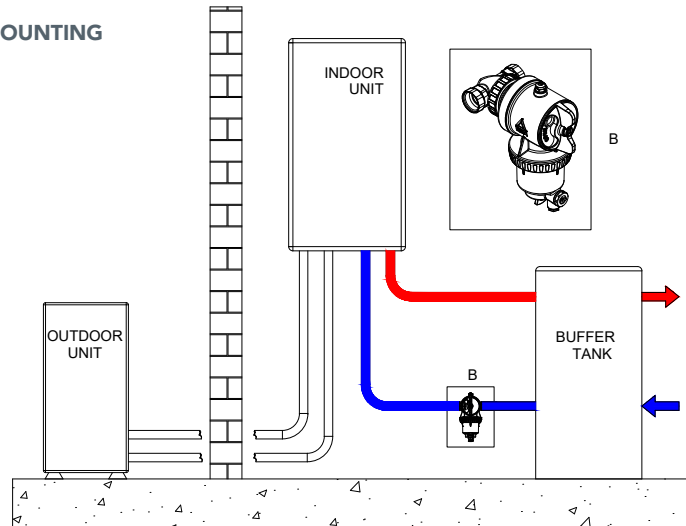 OUNTING
INDOOR
UNIT
B
OUTDOOR
UNIT
BUFFER
TANK
B